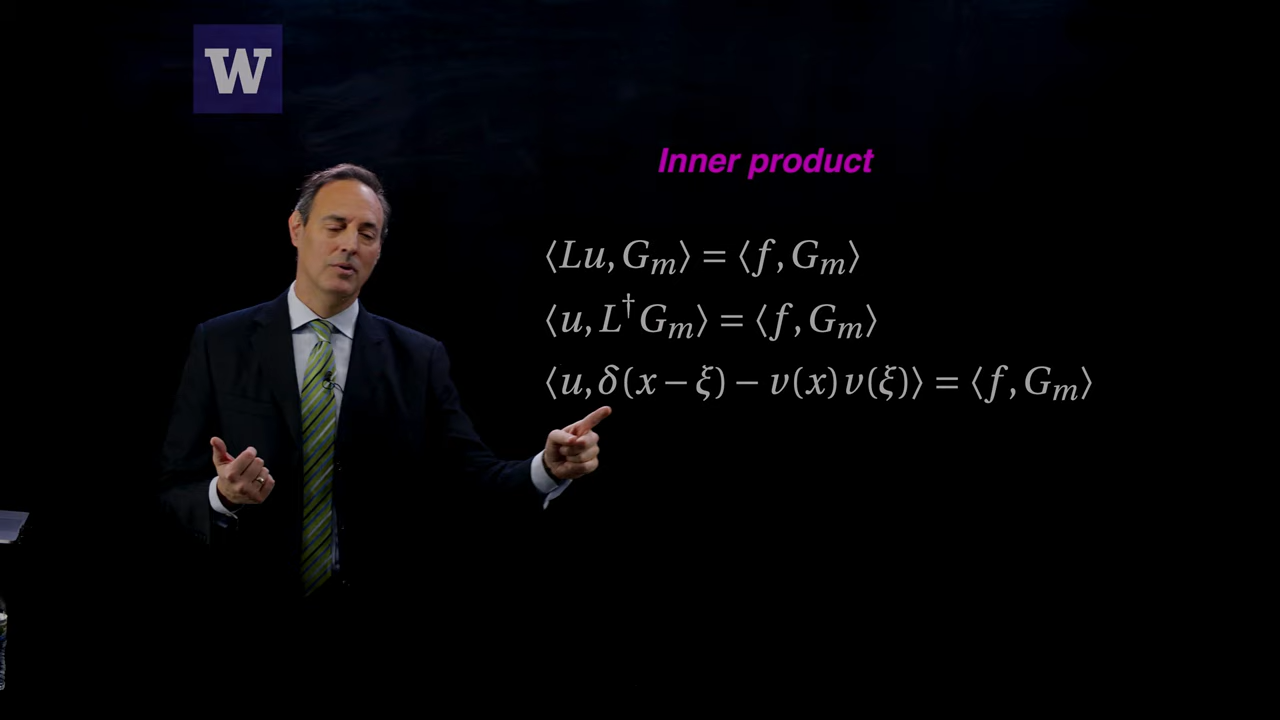 W
Inner product
⟨Lu, G_m⟩ = ⟨f, G_m⟩
⟨u, L^†G_m⟩ = ⟨f, G_m⟩
⟨u, δ(x − ξ) − v(x)v(ξ)⟩ = ⟨f, G_m⟩